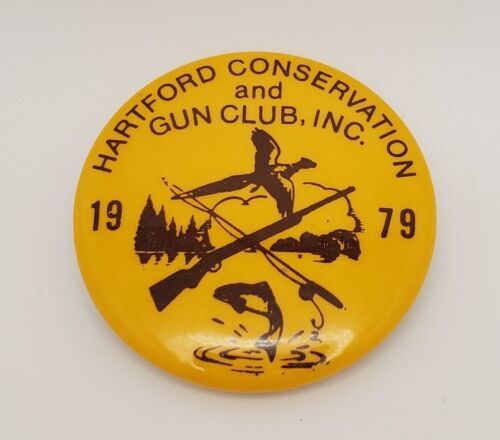 HARTFORD CONSERVATION
and
GUN CLUB, INC.
19 79